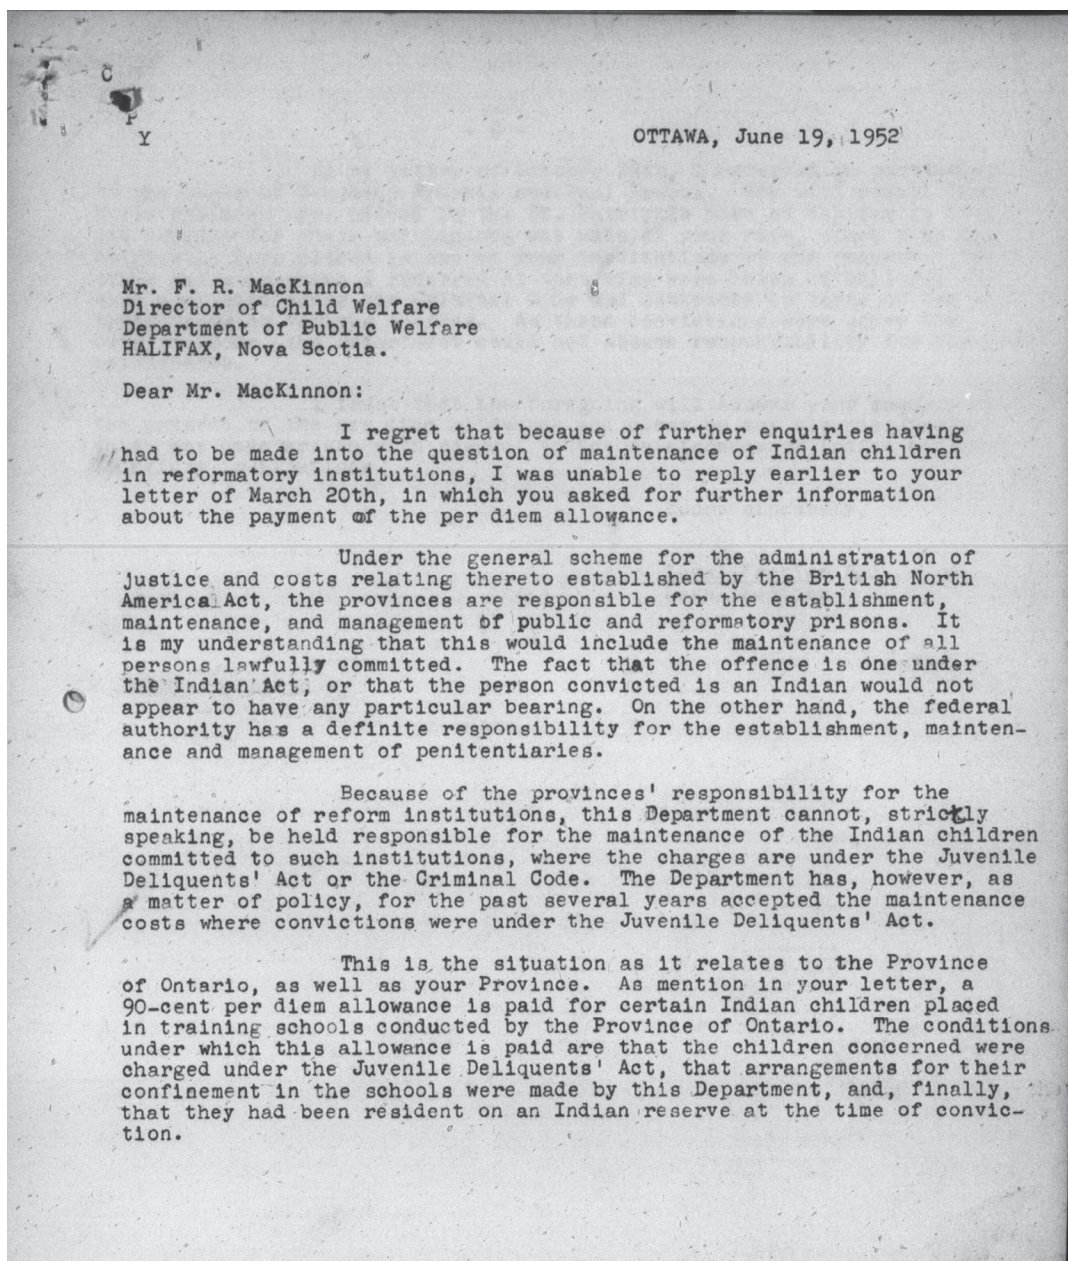 C
P
Y
OTTAWA, June 19, 1952
Mr. F. R. MacKinnon
Director of Child Welfare
Department of Public Welfare
HALIFAX, Nova Scotia.
Dear Mr. MacKinnon:
I regret that because of further enquiries having
had to be made into the question of maintenance of Indian children
in reformatory institutions, I was unable to reply earlier to your
letter of March 20th, in which you asked for further information
about the payment of the per diem allowance.
Under the general scheme for the administration of
justice and costs relating thereto established by the British North
America Act, the provinces are responsible for the establishment,
maintenance, and management of public and reformatory prisons. It
is my understanding that this would include the maintenance of all
persons lawfully committed. The fact that the offence is one under
the Indian Act, or that the person convicted is an Indian would not
appear to have any particular bearing. On the other hand, the federal
authority has a definite responsibility for the establishment, mainten-
ance and management of penitentiaries.
Because of the provinces' responsibility for the
maintenance of reform institutions, this Department cannot, strictly
speaking, be held responsible for the maintenance of the Indian children
committed to such institutions, where the charges are under the Juvenile
Deliquents' Act or the Criminal Code. The Department has, however, as
a matter of policy, for the past several years accepted the maintenance
costs where convictions were under the Juvenile Deliquents' Act.
This is the situation as it relates to the Province
of Ontario, as well as your Province. As mention in your letter, a
90-cent per diem allowance is paid for certain Indian children placed
in training schools conducted by the Province of Ontario. The conditions
under which this allowance is paid are that the children concerned were
charged under the Juvenile Deliquents' Act, that arrangements for their
confinement in the schools were made by this Department, and, finally,
that they had been resident on an Indian reserve at the time of convic-
tion.